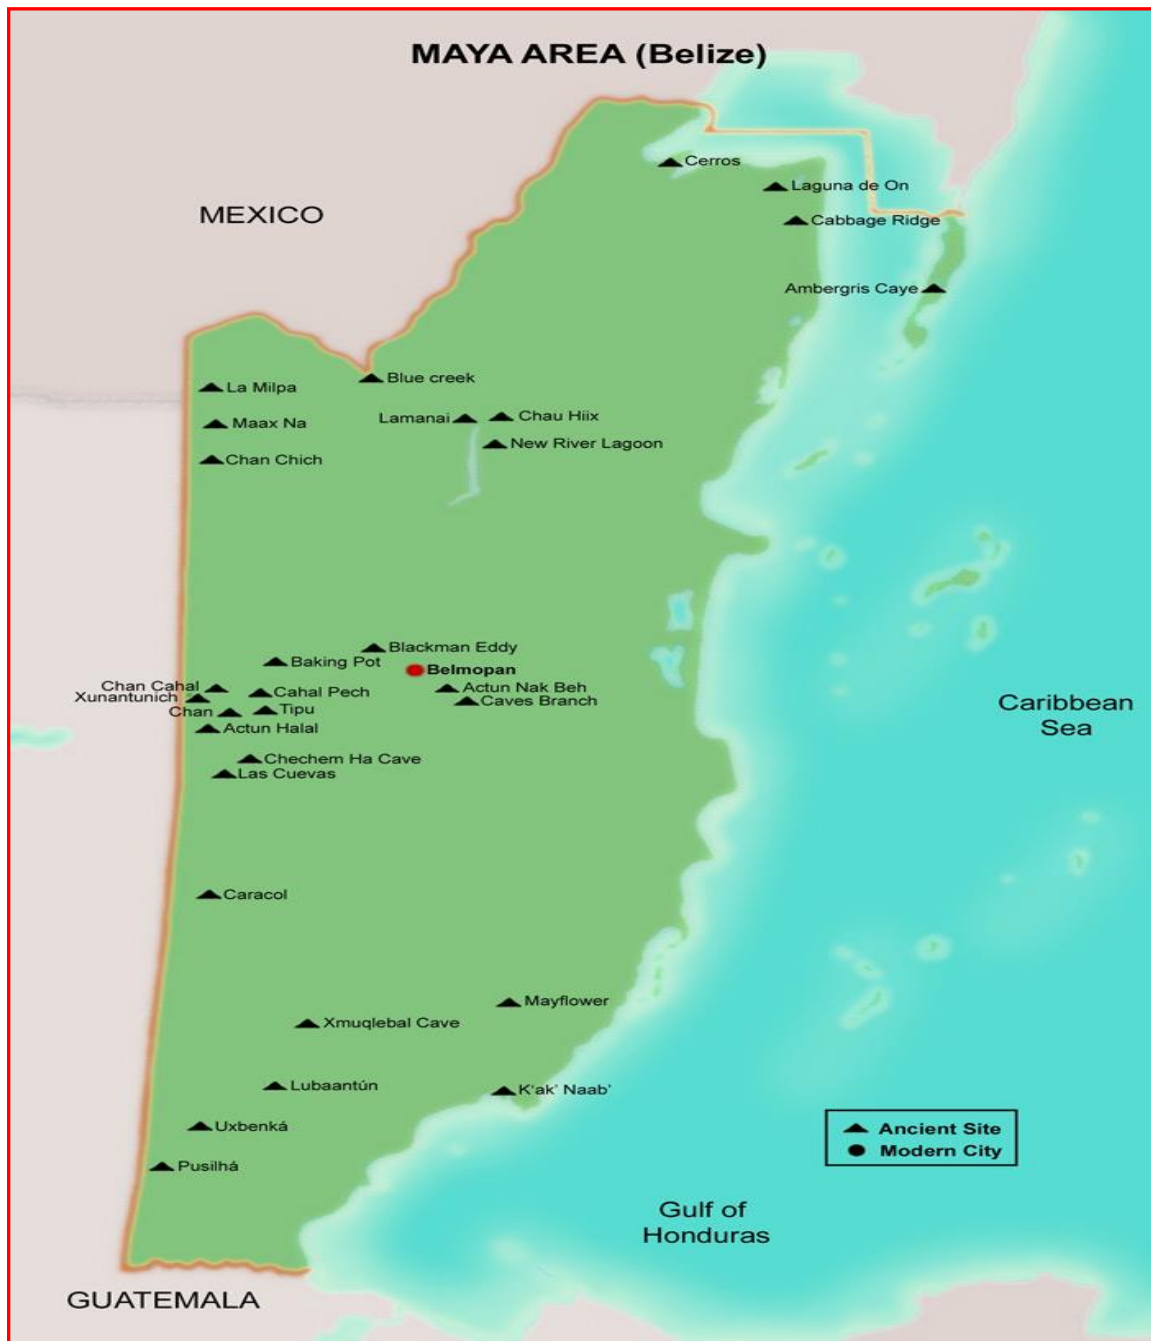 MAYA AREA (Belize)
Cerros
Laguna de On
MEXICO
Cabbage Ridge
Ambergris Caye
Blue creek
La Milpa
Lamanai
Chau Hiix
Maax Na
New River Lagoon
Chan Chich
Blackman Eddy
Baking Pot
Belmopan
Chan Cahal
Actun Nak Beh
Cahal Pech
Xunantunich
Caves Branch
Caribbean
Sea
Tipu
Chan
Actun Halal
Chechem Ha Cave
Las Cuevas
Caracol
Mayflower
Xmuqlebal Cave
Lubaantún
K‘ak’ Naab’
Uxbenká
Ancient Site
Modern City
Pusilhá
Gulf of
Honduras
GUATEMALA